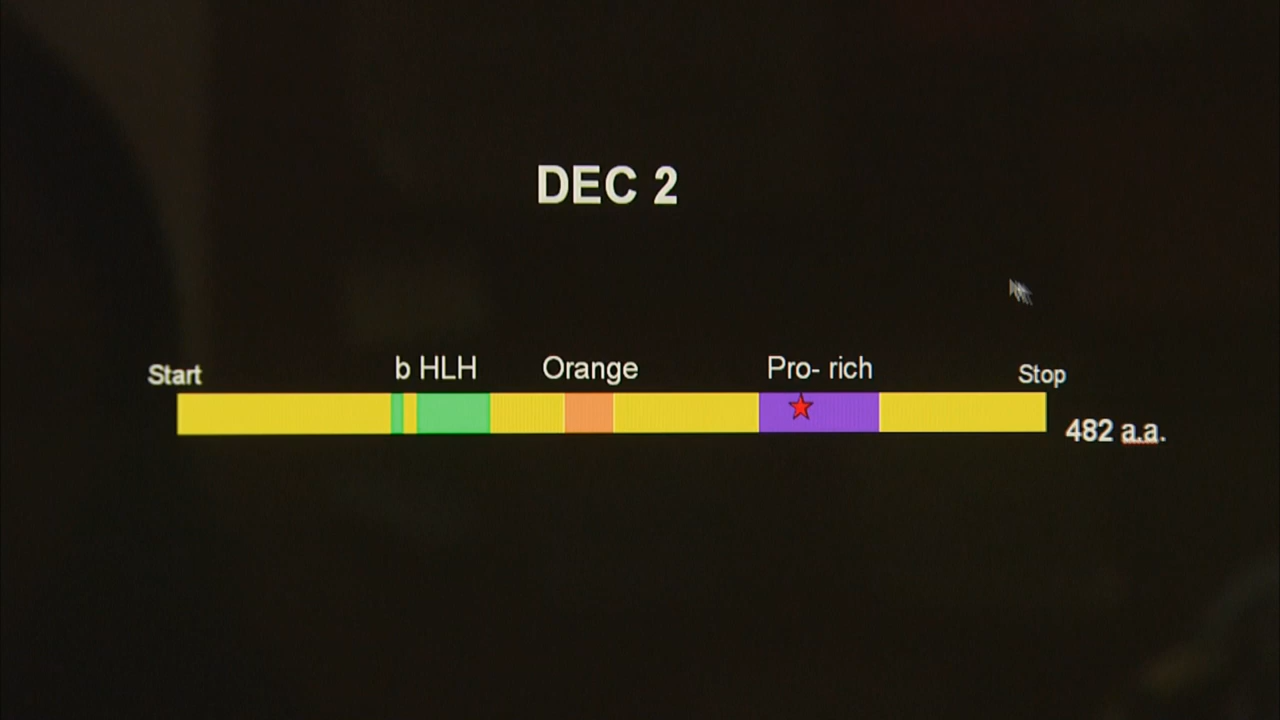 DEC 2
Start
b HLH
Orange
Pro- rich
Stop
482 a.a.